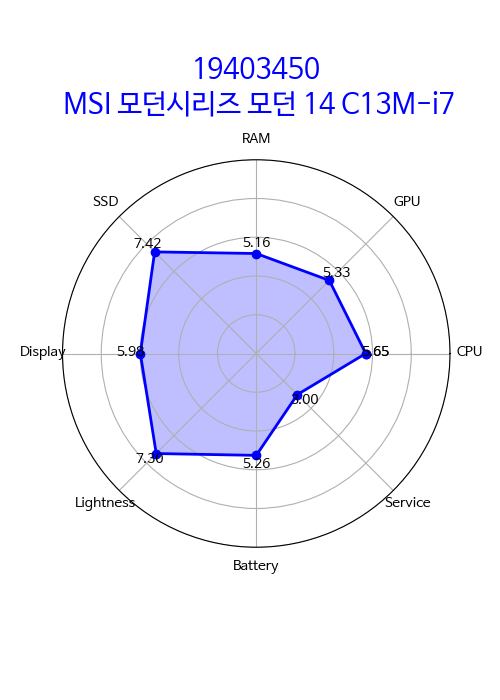 19403450
MSI 모던시리즈 모던 14 C13M-i7
RAM
SSD
GPU
7.42
5.16
5.33
Display
5.98
5.65
CPU
3.00
7.30
5.26
Lightness
Service
Battery